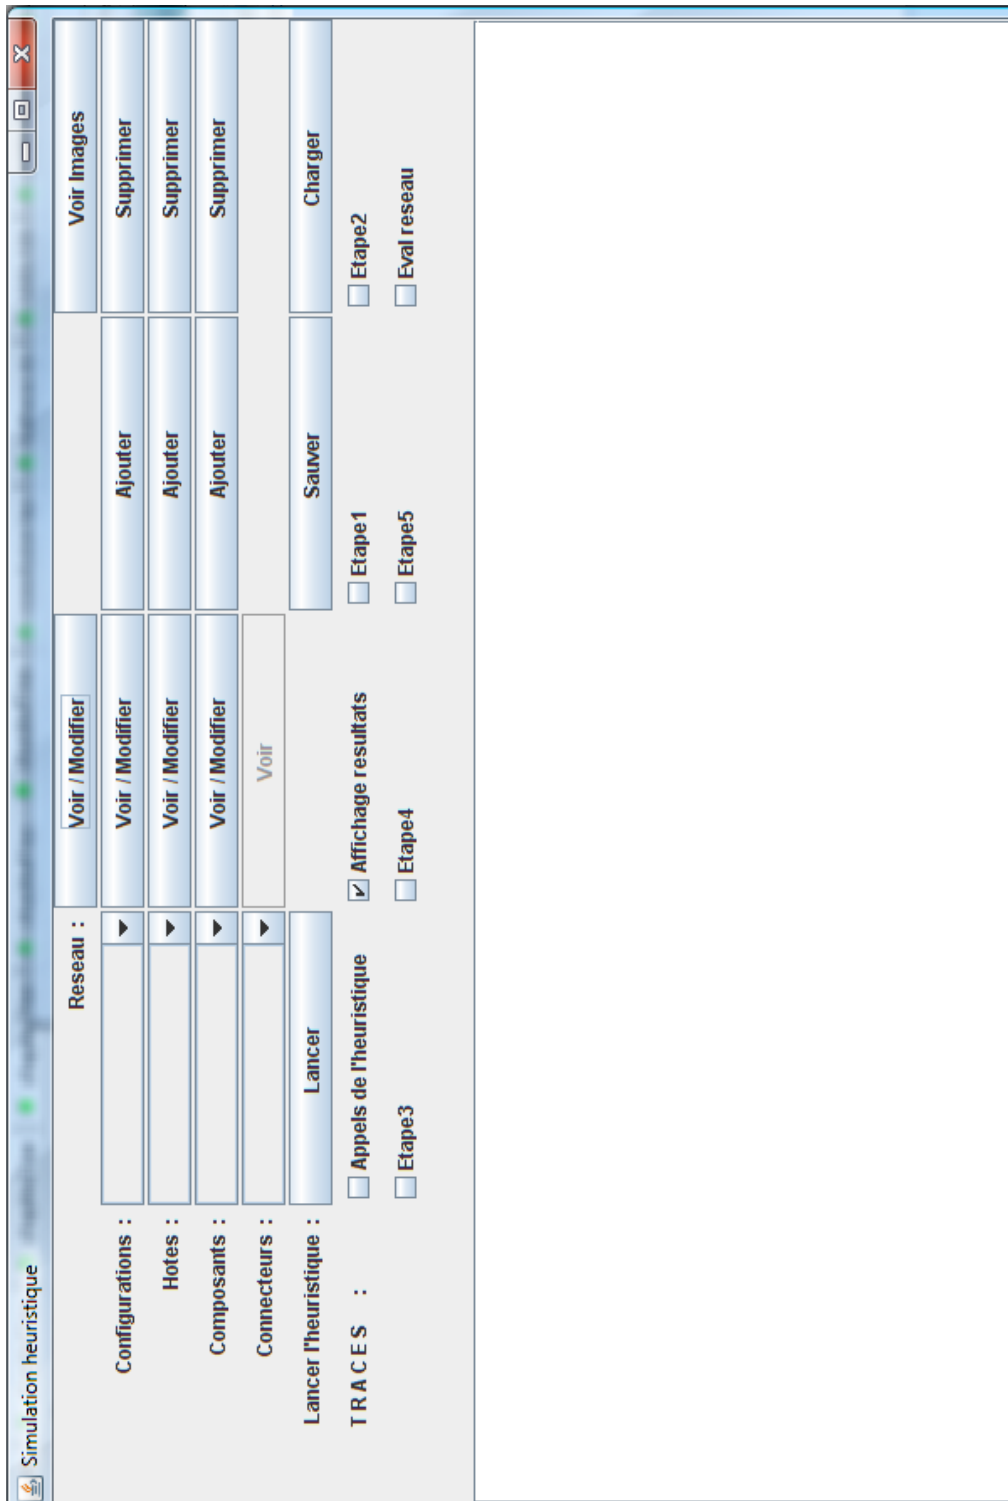 Simulation heuristique
Reseau : Voir / Modifier Voir Images
Configurations : Voir / Modifier Ajouter Supprimer
Hotes : Voir / Modifier Ajouter Supprimer
Composants : Voir / Modifier Ajouter Supprimer
Connecteurs : Voir
Lancer l'heuristique : Lancer Sauver Charger
TRACES : Appels de l'heuristique Affichage resultats Etape1 Etape2
Etape3 Etape4 Etape5 Eval reseau